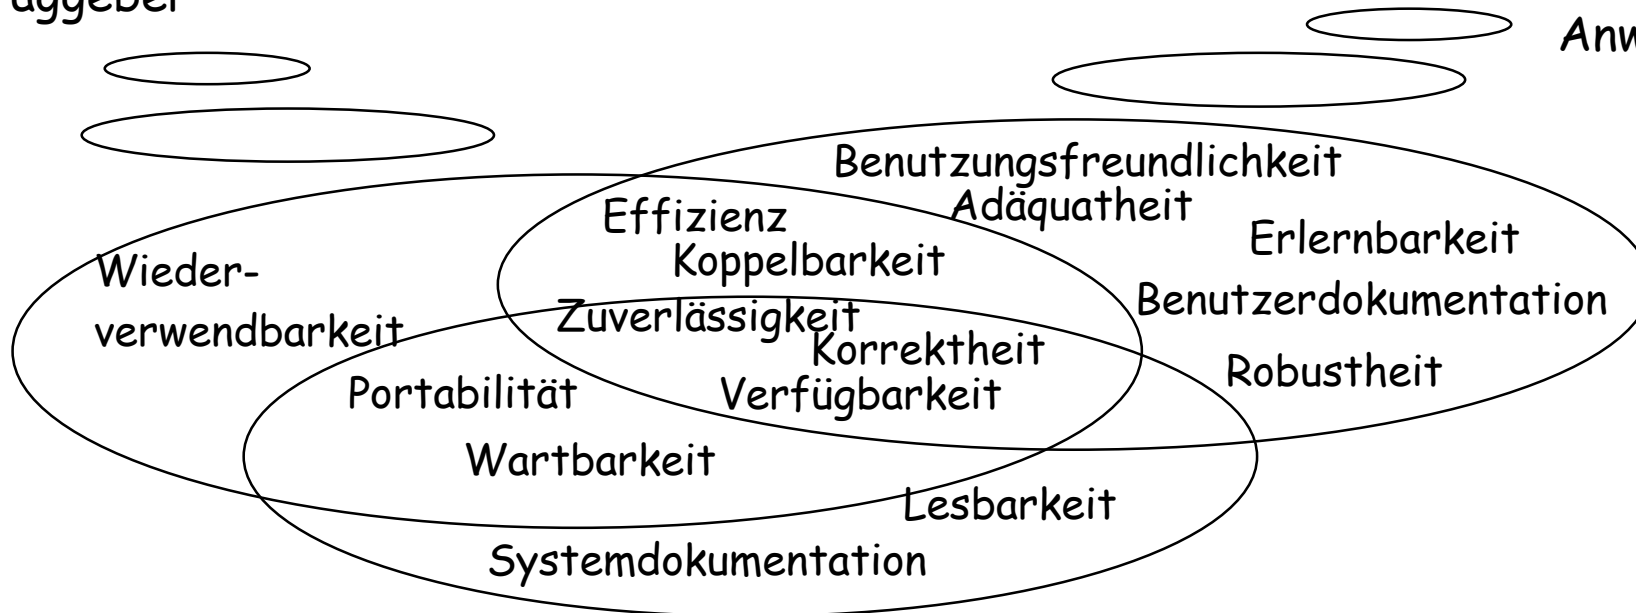 Benutzungsfreundlichkeit
Adäquatheit
Effizienz
Erlernbarkeit
Koppelbarkeit
Wieder-
verwendbarkeit
Benutzerdokumentation
Zuverlässigkeit
Korrektheit
Robustheit
Portabilität
Verfügbarkeit
Wartbarkeit
Lesbarkeit
Systemdokumentation